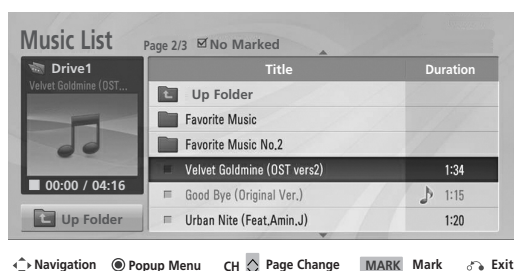 Music List Page 2/3 No Marked
Drive1
Velvet Goldmine (OST...
00:00 / 04:16
Up Folder
Title Duration
Up Folder
Favorite Music
Favorite Music No.2
Velvet Goldmine (OST vers2) 1:34
Good Bye (Original Ver.) 1:15
Urban Nite (Feat.Amin.J) 1:20
Navigation Popup Menu CH Page Change MARK Mark Exit